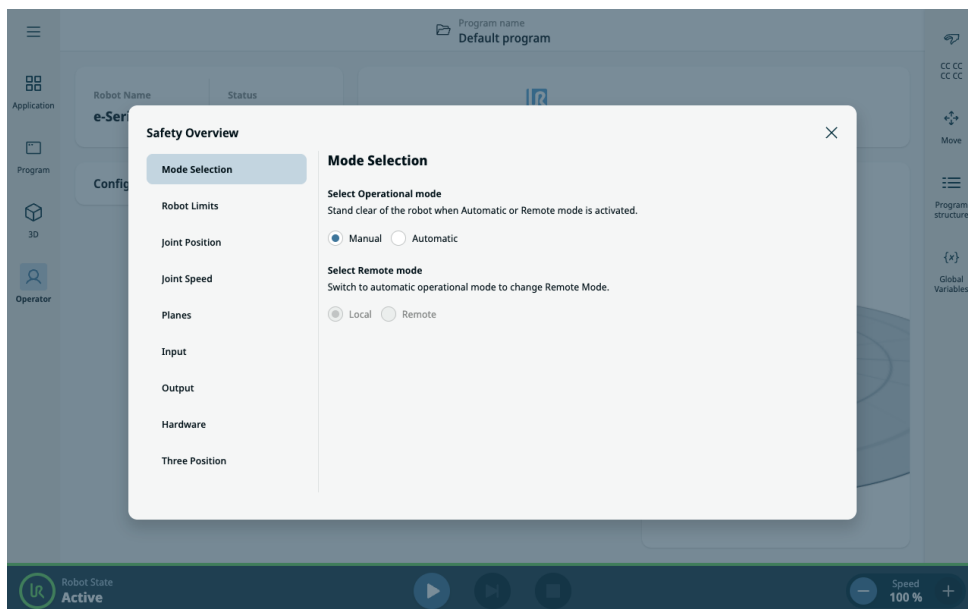 Program name
Default program
Application
Program
3D
Operator
Robot Name
Status
e-Seri
Config
Safety Overview
Mode Selection
Robot Limits
Joint Position
Joint Speed
Planes
Input
Output
Hardware
Three Position
Mode Selection
Select Operational mode
Stand clear of the robot when Automatic or Remote mode is activated.
Manual Automatic
Select Remote mode
Switch to automatic operational mode to change Remote Mode.
Local Remote
CC CC
CC CC
Move
Program
structure
{x}
Global
Variables
Robot State
Active
Speed
100 %